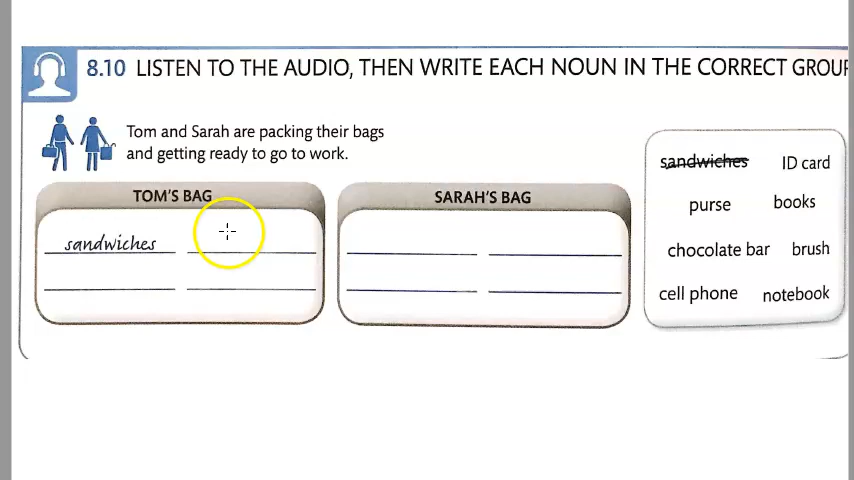 8.10 LISTEN TO THE AUDIO, THEN WRITE EACH NOUN IN THE CORRECT GROUP
Tom and Sarah are packing their bags
and getting ready to go to work.
TOM'S BAG
sandwiches
SARAH'S BAG
sandwiches ID card
purse books
chocolate bar brush
cell phone notebook